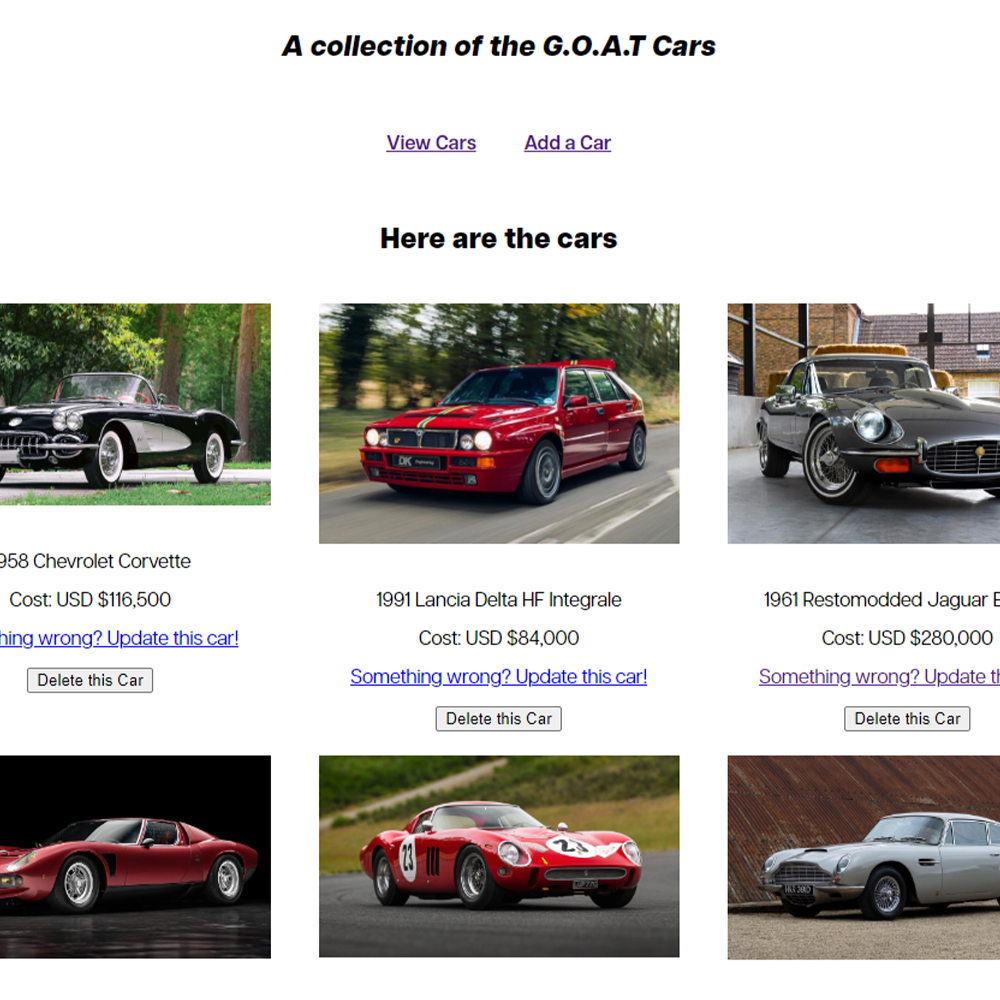 A collection of the G.O.A.T Cars
View Cars Add a Car
Here are the cars
DK
958 Chevrolet Corvette
Cost: USD $116,500
hing wrong? Update this car!
Delete this Car
1991 Lancia Delta HF Integrale
Cost: USD $84,000
Something wrong? Update this car!
Delete this Car
1961 Restomodded Jaguar E
Cost: USD $280,000
Something wrong? Update th
Delete this Car
23
23